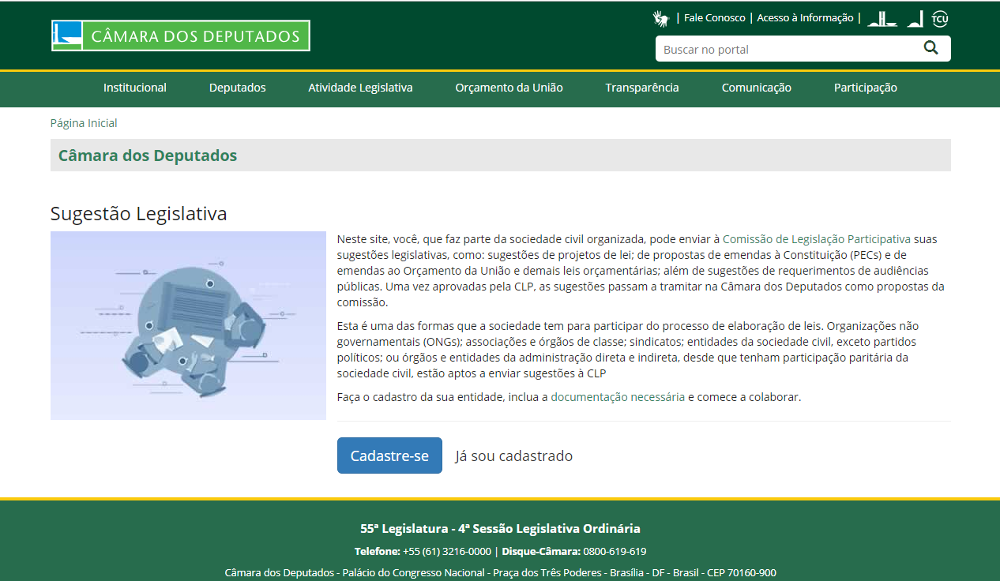 CÂMARA DOS DEPUTADOS
| Fale Conosco | Acesso à Informação |
TCU
Buscar no portal
Institucional Deputados Atividade Legislativa Orçamento da União Transparência Comunicação Participação
Página Inicial
Câmara dos Deputados
Sugestão Legislativa
Neste site, você, que faz parte da sociedade civil organizada, pode enviar à Comissão de Legislação Participativa suas
sugestões legislativas, como: sugestões de projetos de lei; de propostas de emendas à Constituição (PECs) e de
emendas ao Orçamento da União e demais leis orçamentárias; além de sugestões de requerimentos de audiências
públicas. Uma vez aprovadas pela CLP, as sugestões passam a tramitar na Câmara dos Deputados como propostas da
comissão.
Esta é uma das formas que a sociedade tem para participar do processo de elaboração de leis. Organizações não
governamentais (ONGs); associações e órgãos de classe; sindicatos; entidades da sociedade civil, exceto partidos
políticos; ou órgãos e entidades da administração direta e indireta, desde que tenham participação paritária da
sociedade civil, estão aptos a enviar sugestões à CLP
Faça o cadastro da sua entidade, inclua a documentação necessária e comece a colaborar.
Cadastre-se Já sou cadastrado
55ª Legislatura - 4ª Sessão Legislativa Ordinária
Telefone: +55 (61) 3216-0000 | Disque-Câmara: 0800-619-619
Câmara dos Deputados - Palácio do Congresso Nacional - Praça dos Três Poderes - Brasília - DF - Brasil - CEP 70160-900